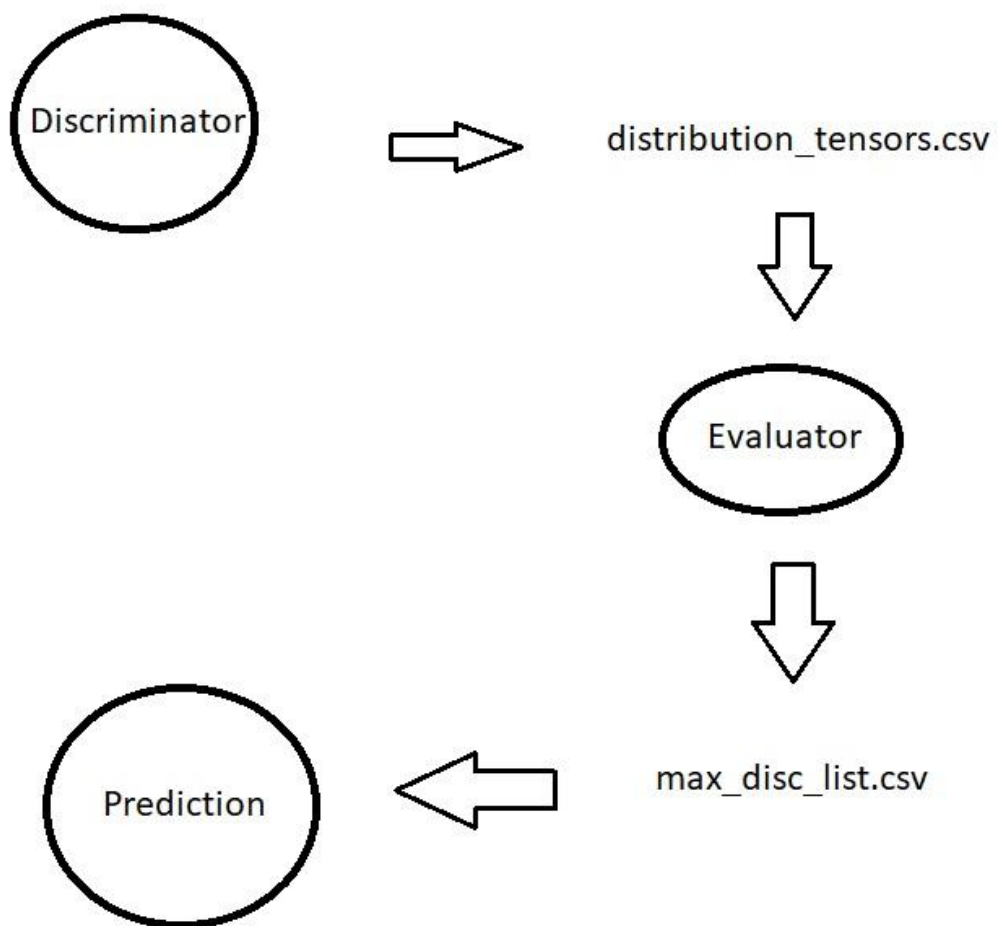 Discriminator
distribution_tensors.csv
Evaluator
max_disc_list.csv
Prediction